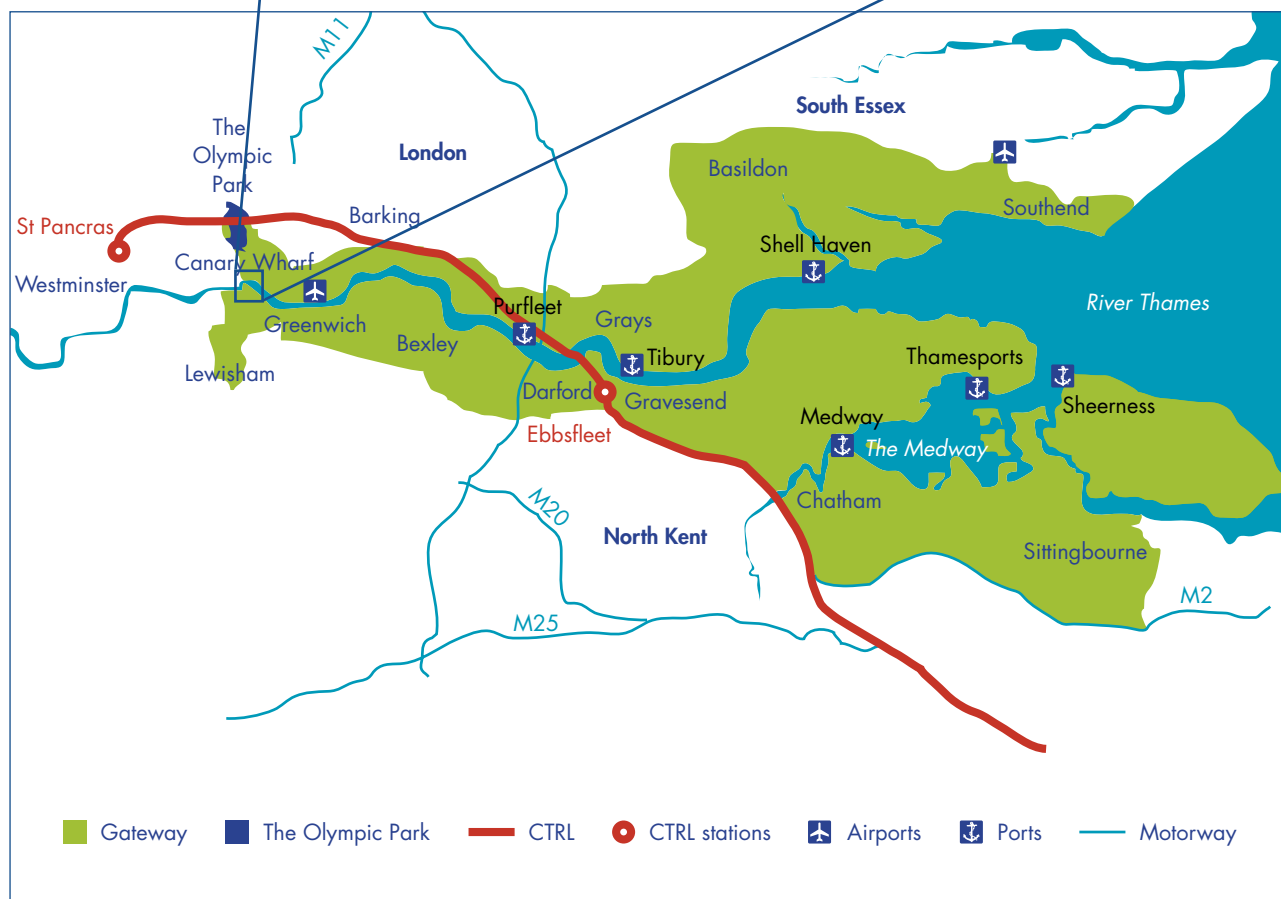 M11
South Essex
The
Olympic
Park
London
Basildon
Barking
Southend
St Pancras
Shell Haven
Canary Wharf
Westminster
River Thames
Purfleet
Greenwich
Grays
Bexley
Tibury
Thamesports
Lewisham
Darford
Gravesend
Sheerness
Medway
Ebbsfleet
The Medway
Chatham
M20
North Kent
Sittingbourne
M2
M25
Gateway
The Olympic Park
CTRL
CTRL stations
Airports
Ports
Motorway